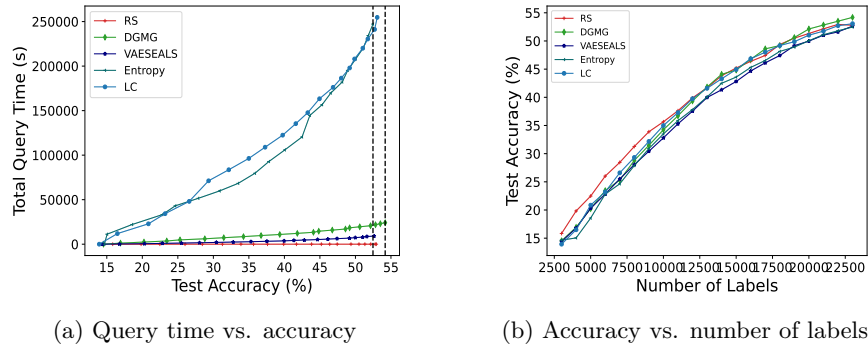 RS
DGMG
VAESEALS
Entropy
LC
250000
200000
150000
100000
50000
0
Total Query Time (s)
15 20 25 30 35 40 45 50 55
Test Accuracy (%)
(a) Query time vs. accuracy
RS
DGMG
VAESEALS
Entropy
LC
55
50
45
40
35
30
25
20
15
Test Accuracy (%)
2500 5000 7500 10000 12500 15000 17500 20000 22500
Number of Labels
(b) Accuracy vs. number of labels